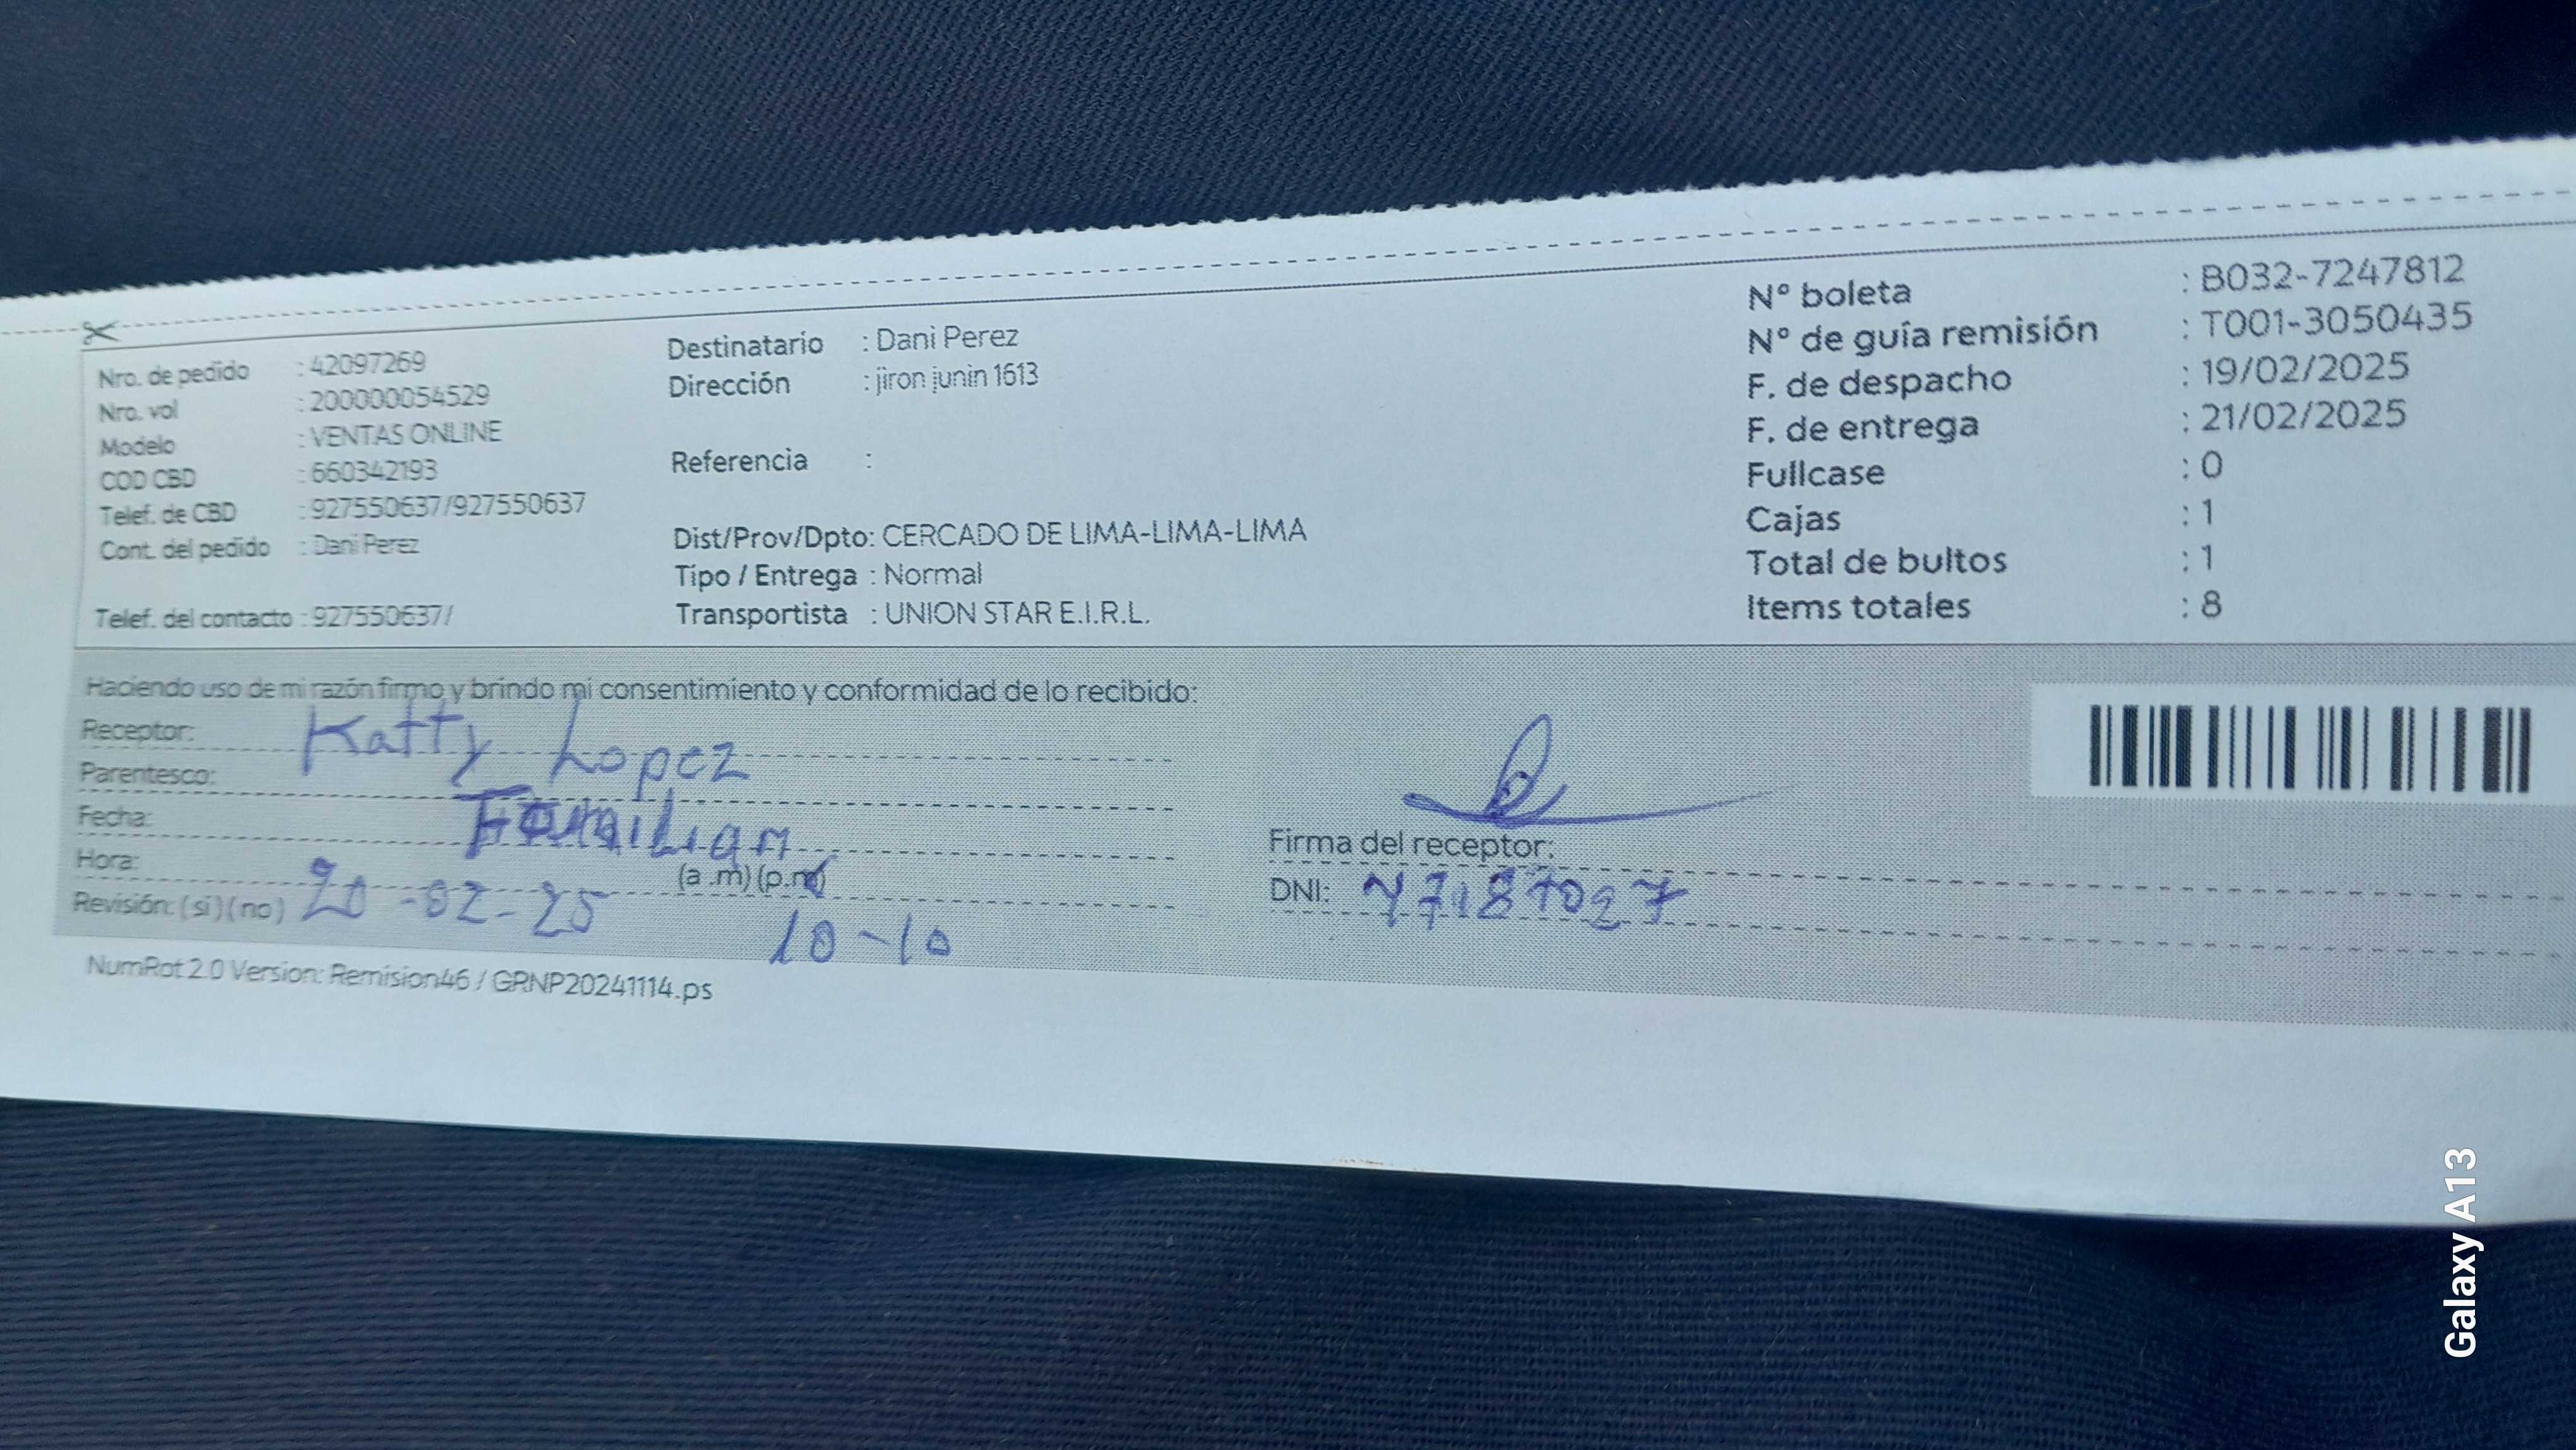 Nro. de pedido : 42097269
Nro. vol : 200000054529
Modelo : VENTAS ONLINE
COD CBD : 660342193
Telef. de CBD : 927550637/927550637
Cont. del pedido : Dani Perez
Telef. del contacto : 927550637/
Destinatario : Dani Perez
Dirección : jiron junin 1613
Referencia :
Dist/Prov/Dpto: CERCADO DE LIMA-LIMA-LIMA
Tipo / Entrega : Normal
Transportista : UNION STAR E.I.R.L.
N° boleta : B032-7247812
N° de guía remisión : T001-3050435
F. de despacho : 19/02/2025
F. de entrega : 21/02/2025
Fullcase : 0
Cajas : 1
Total de bultos : 1
Items totales : 8
Haciendo uso de mi razón firmo y brindo mi consentimiento y conformidad de lo recibido:
Receptor: Katty Lopez
Parentesco: Familiar
Fecha: 20-02-25
Hora: 10-10 (a .m) (p.m)
Revisión: (si) (no)
Firma del receptor:
DNI:
NumRot 2.0 Version: Remision46 / GRNP20241114.ps
Galaxy A13